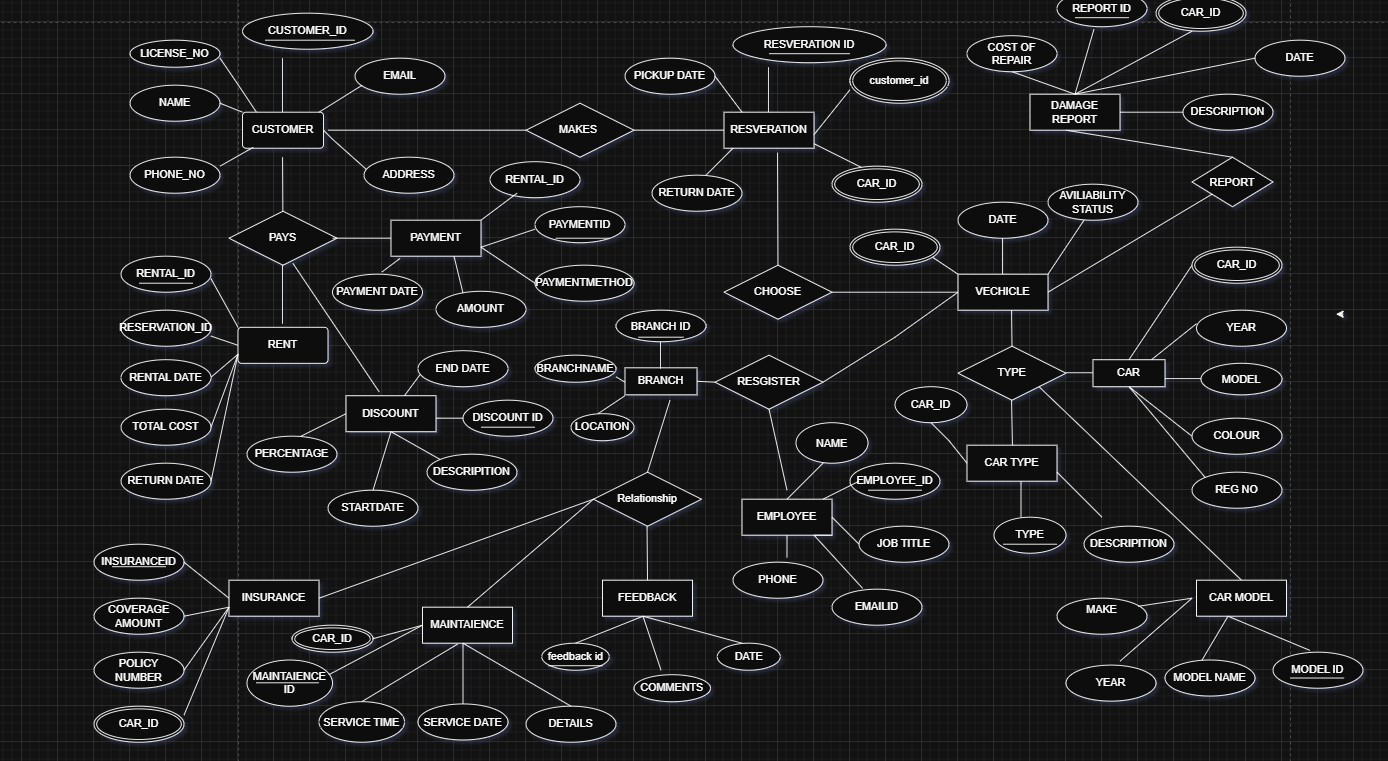 REPORT ID
CAR_ID
CUSTOMER_ID
LICENSE_NO
EMAIL
NAME
CUSTOMER
PHONE_NO
ADDRESS
MAKES
RESVERATION ID
PICKUP DATE
customer_id
RESVERATION
RETURN DATE
CAR_ID
COST OF
REPAIR
DATE
DAMAGE
REPORT
DESCRIPTION
REPORT
RENTAL_ID
PAYS
PAYMENT
PAYMENTID
PAYMENT DATE
PAYMENTMETHOD
AMOUNT
AVILIABILITY
STATUS
DATE
CAR_ID
CHOOSE
VECHICLE
CAR_ID
YEAR
MODEL
COLOUR
REG NO
CAR
TYPE
RENTAL_ID
RESERVATION_ID
RENT
RENTAL DATE
TOTAL COST
RETURN DATE
END DATE
DISCOUNT
DISCOUNT ID
PERCENTAGE
DESCRIPITION
STARTDATE
BRANCH ID
BRANCHNAME
BRANCH
LOCATION
RESGISTER
CAR_ID
CAR TYPE
TYPE
DESCRIPITION
NAME
EMPLOYEE_ID
EMPLOYEE
JOB TITLE
PHONE
EMAILID
Relationship
INSURANCEID
COVERAGE
AMOUNT
INSURANCE
POLICY
NUMBER
CAR_ID
CAR_ID
MAINTAIENCE
MAINTAIENCE
ID
SERVICE TIME
SERVICE DATE
DETAILS
FEEDBACK
feedback id
COMMENTS
DATE
CAR MODEL
MAKE
YEAR
MODEL NAME
MODEL ID